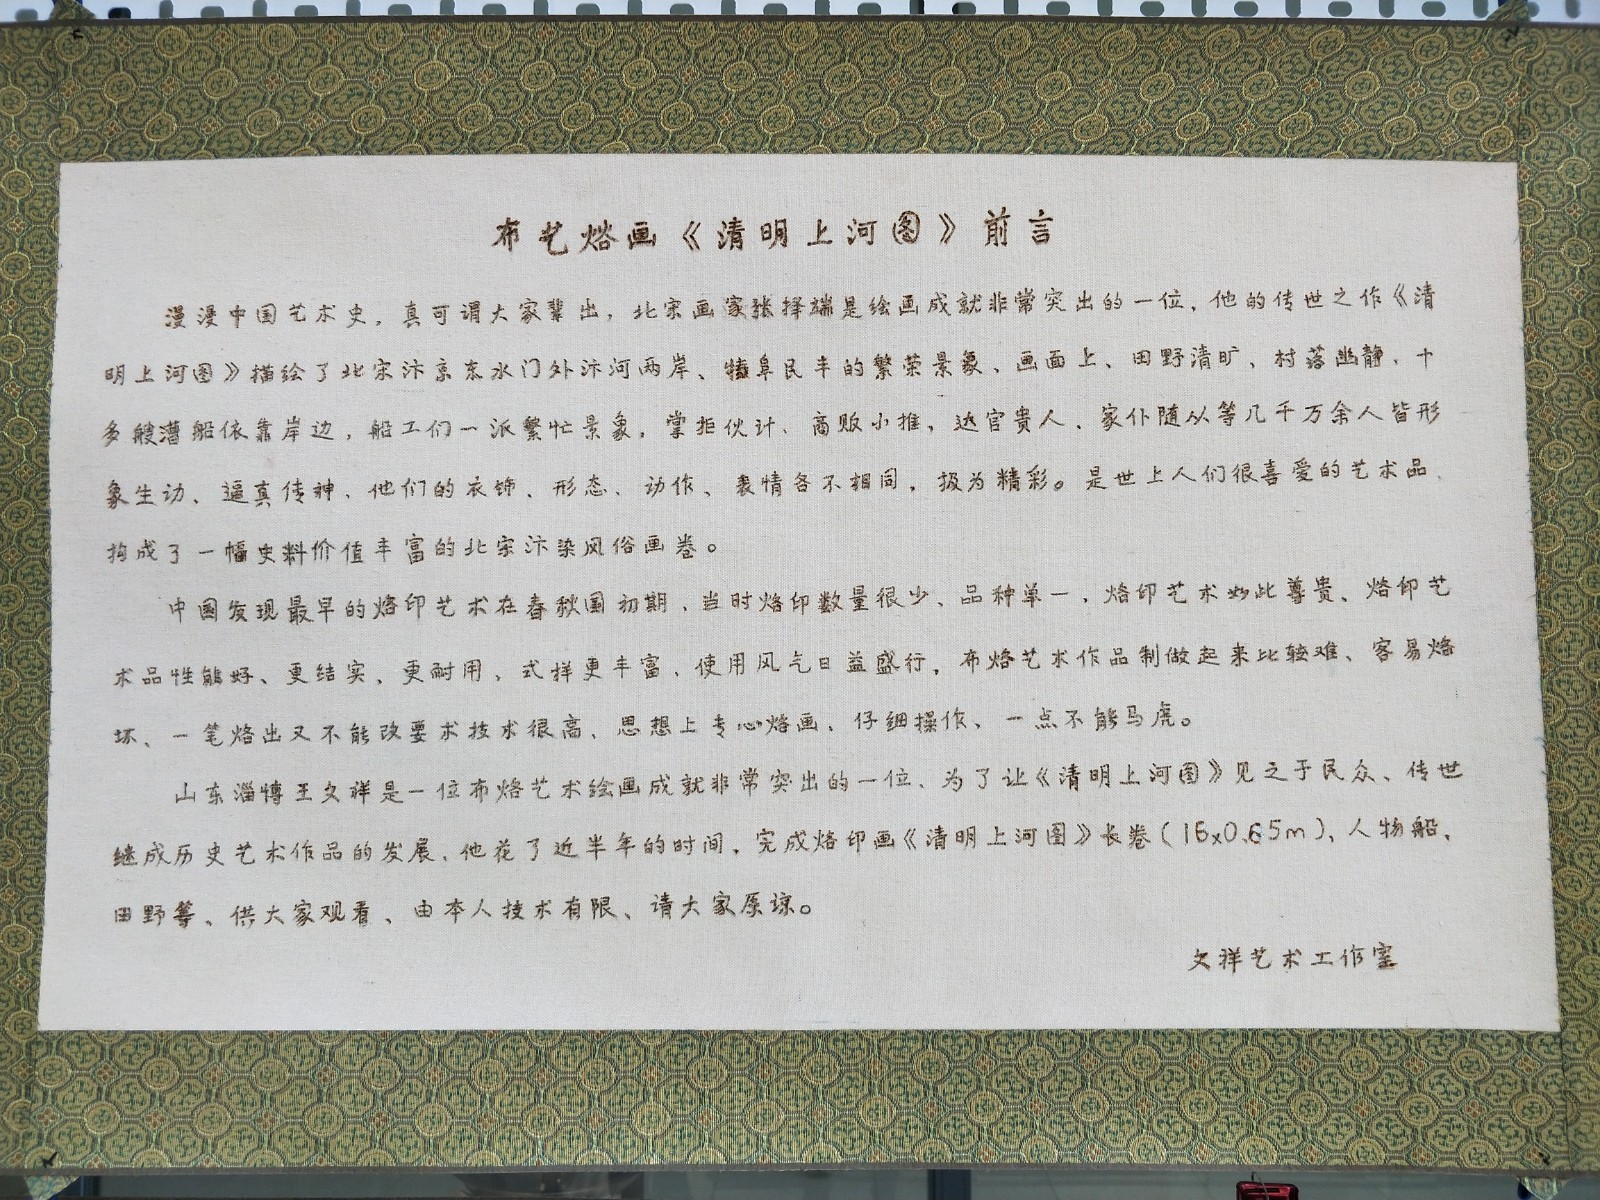 布艺烙画《清明上河图》前言
漫漫中国艺术史，真可谓大家辈出，北宋画家张择端是绘画成就非常突出的一位，他的传世之作《清
明上河图》描绘了北宋汴京东水门外汴河两岸、犊阜民丰的繁荣景象、画面上、田野清旷、村落幽静、十
多艘漕船依靠岸边，船工们一派繁忙景象，掌柜伙计、商贩小推，达官贵人、家仆随从等几千万余人皆形
象生动、逼真传神、他们的衣饰、形态、动作、表情各不相同，极为精彩。是世上人们很喜爱的艺术品、
构成了一幅史料价值丰富的北宋汴染风俗画卷。
中国发现最早的烙印艺术在春秋国初期、当时烙印数量很少、品种单一，烙印艺术如此尊贵、烙印艺
术品性能好、更结实、更耐用，式样更丰富，使用风气日益盛行，布烙艺术作品制做起来比较难、容易烙
坏、一笔烙出又不能改要求技术很高、思想上专心烙画、仔细操作、一点不能马虎。
山东淄博王文祥是一位布烙艺术绘画成就非常突出的一位、为了让《清明上河图》见之于民众、传世
继成历史艺术作品的发展、他花了近半年的时间，完成烙印画《清明上河图》长卷(16x0.65m)、人物船、
田野等、供大家观看、由本人技术有限、请大家原谅。
文祥艺术工作室